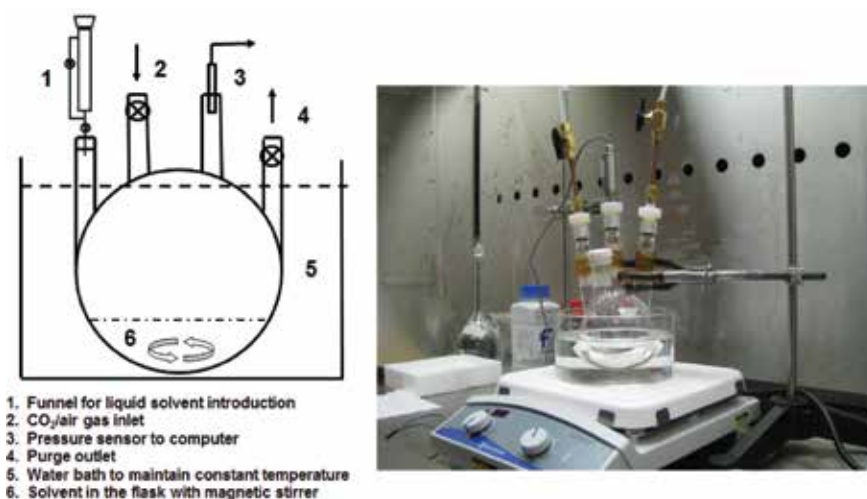 1
2
3
4
5
6
1. Funnel for liquid solvent introduction
2. CO₂/air gas inlet
3. Pressure sensor to computer
4. Purge outlet
5. Water bath to maintain constant temperature
6. Solvent in the flask with magnetic stirrer